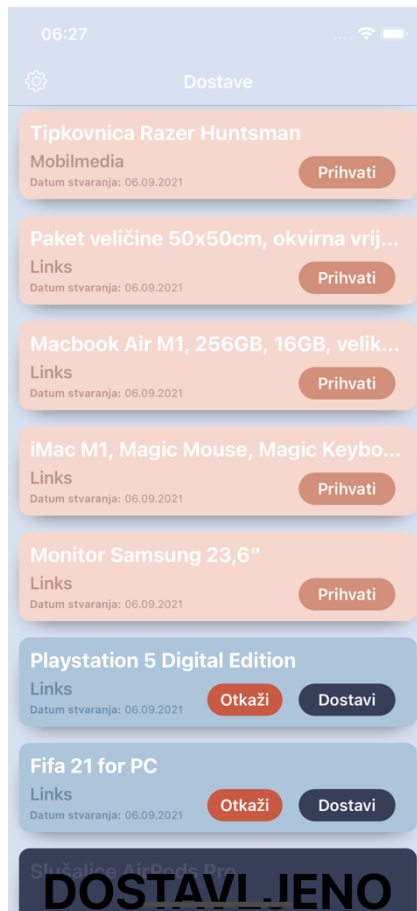 06:27
Dostave
Tipkovnica Razer Huntsman
Mobilmedia
Datum stvaranja: 06.09.2021
Prihvati
Paket veličine 50x50cm, okvirna vrij...
Links
Datum stvaranja: 06.09.2021
Prihvati
Macbook Air M1, 256GB, 16GB, velik...
Links
Datum stvaranja: 06.09.2021
Prihvati
iMac M1, Magic Mouse, Magic Keybo...
Links
Datum stvaranja: 06.09.2021
Prihvati
Monitor Samsung 23,6"
Links
Datum stvaranja: 06.09.2021
Prihvati
Playstation 5 Digital Edition
Links
Datum stvaranja: 06.09.2021
Otkaži
Dostavi
Fifa 21 for PC
Links
Datum stvaranja: 06.09.2021
Otkaži
Dostavi
Slušalice AirPods Pro
DOSTAVLJENO